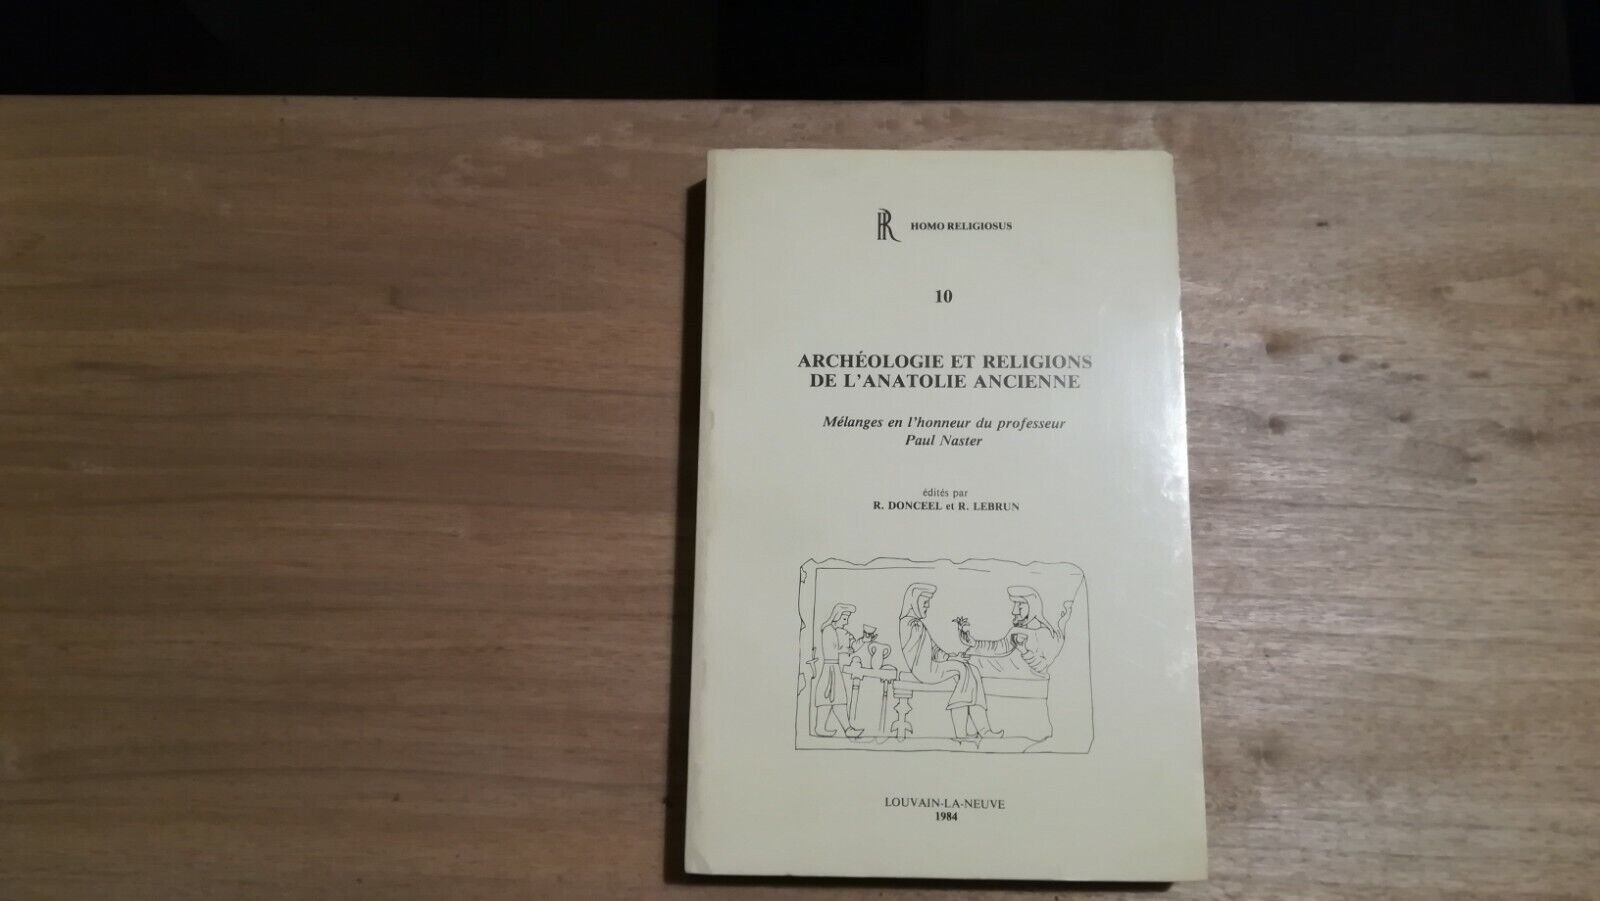 HR HOMO RELIGIOSUS
10
ARCHÉOLOGIE ET RELIGIONS
DE L'ANATOLIE ANCIENNE
Mélanges en l'honneur du professeur
Paul Naster
édités par
R. DONCEEL et R. LEBRUN
LOUVAIN-LA-NEUVE
1984